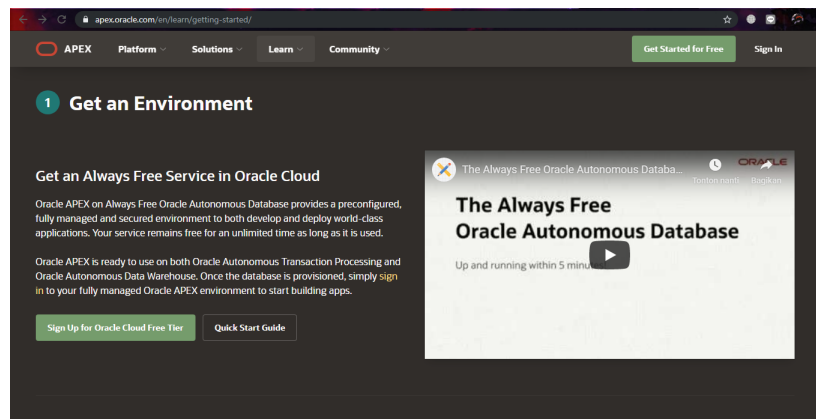 apex.oracle.com/en/learn/getting-started/
APEX Platform Solutions Learn Community Get Started for Free Sign In
1 Get an Environment
Get an Always Free Service in Oracle Cloud
Oracle APEX on Always Free Oracle Autonomous Database provides a preconfigured,
fully managed and secured environment to both develop and deploy world-class
applications. Your service remains free for an unlimited time as long as it is used.
Oracle APEX is ready to use on both Oracle Autonomous Transaction Processing and
Oracle Autonomous Data Warehouse. Once the database is provisioned, simply sign
in to your fully managed Oracle APEX environment to start building apps.
Sign Up for Oracle Cloud Free Tier Quick Start Guide
The Always Free Oracle Autonomous Databa...
ORACLE
Tonton nanti Bagikan
The Always Free
Oracle Autonomous Database
Up and running within 5 minutes